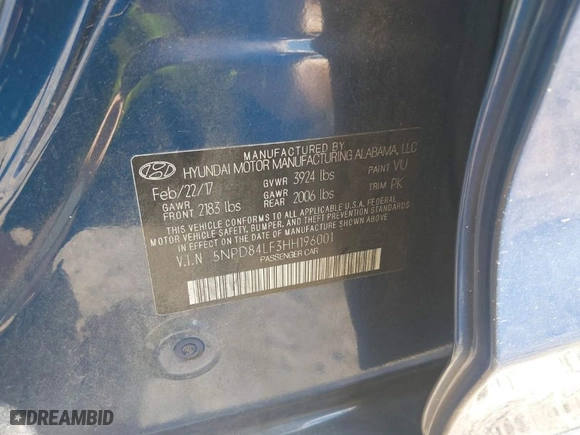 MANUFACTURED BY
HYUNDAI MOTOR MANUFACTURING ALABAMA, LLC
Feb/22/17 GVWR 3924 lbs PAINT VU
GAWR FRONT 2183 lbs GAWR REAR 2006 lbs TRIM PK
THIS VEHICLE CONFORMS TO ALL APPLICABLE U.S.A. FEDERAL
MOTOR VEHICLE SAFETY, BUMPER, AND THEFT PREVENTION
STANDARDS IN EFFECT ON THE DATE OF MANUFACTURE SHOWN ABOVE.
V.I.N 5NPD84LF3HH196001
PASSENGER CAR
DREAMBID